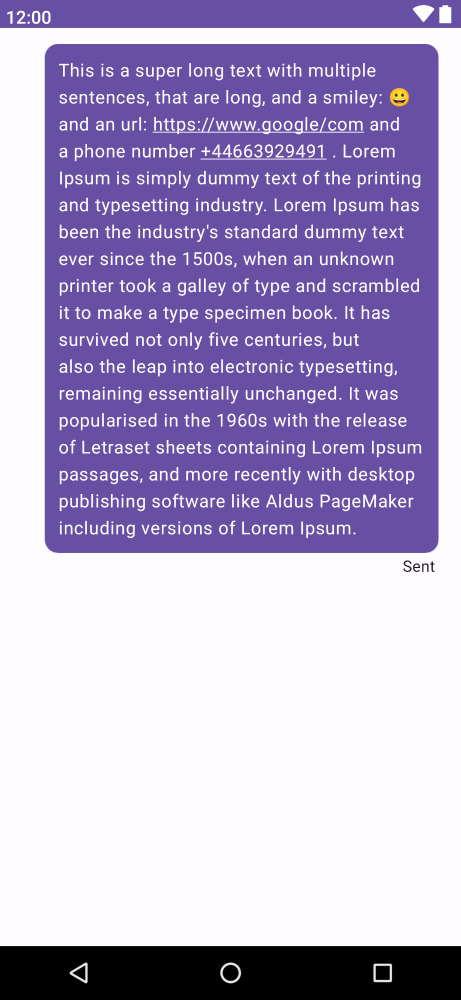 12:00
This is a super long text with multiple
sentences, that are long, and a smiley: 😀
and an url: https://www.google/com and
a phone number +44663929491 . Lorem
Ipsum is simply dummy text of the printing
and typesetting industry. Lorem Ipsum has
been the industry's standard dummy text
ever since the 1500s, when an unknown
printer took a galley of type and scrambled
it to make a type specimen book. It has
survived not only five centuries, but
also the leap into electronic typesetting,
remaining essentially unchanged. It was
popularised in the 1960s with the release
of Letraset sheets containing Lorem Ipsum
passages, and more recently with desktop
publishing software like Aldus PageMaker
including versions of Lorem Ipsum.
Sent